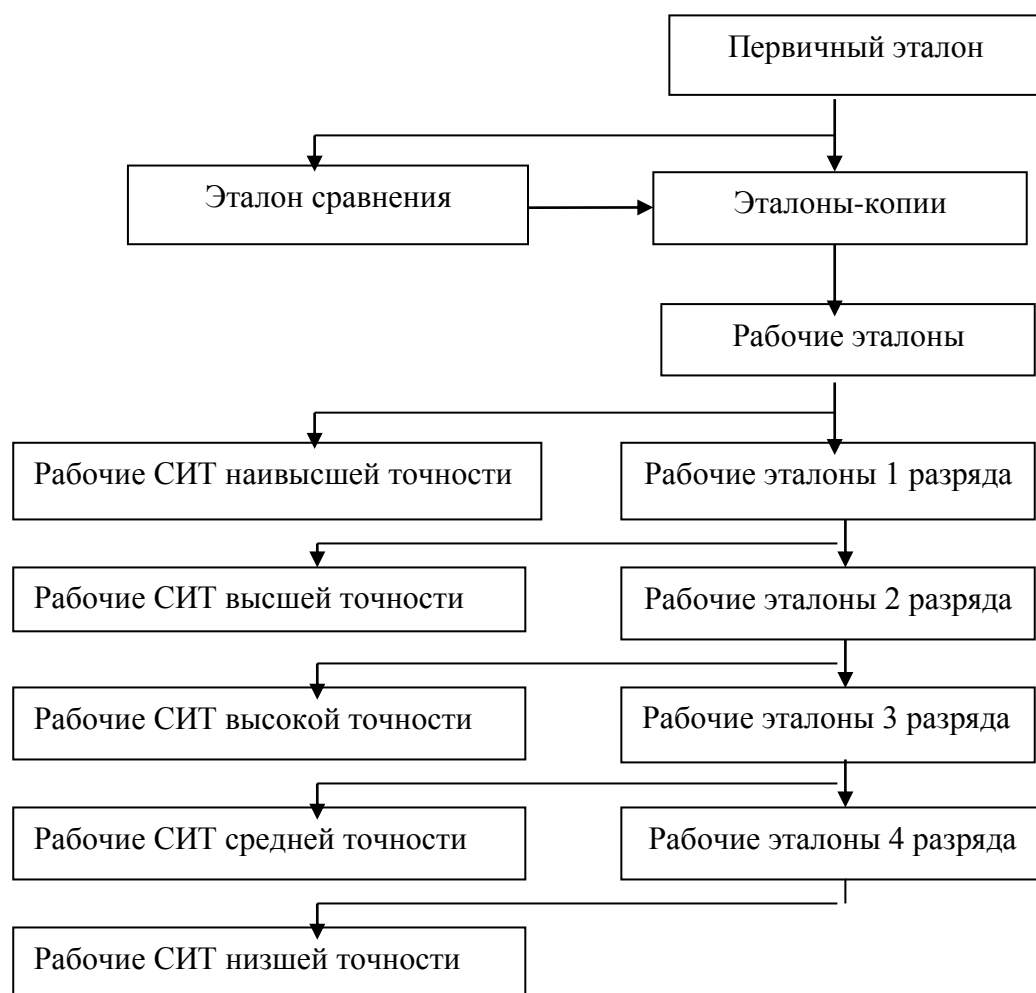 Первичный эталон
Эталон сравнения
Эталоны-копии
Рабочие эталоны
Рабочие СИТ наивысшей точности
Рабочие эталоны 1 разряда
Рабочие СИТ высшей точности
Рабочие эталоны 2 разряда
Рабочие СИТ высокой точности
Рабочие эталоны 3 разряда
Рабочие СИТ средней точности
Рабочие эталоны 4 разряда
Рабочие СИТ низшей точности